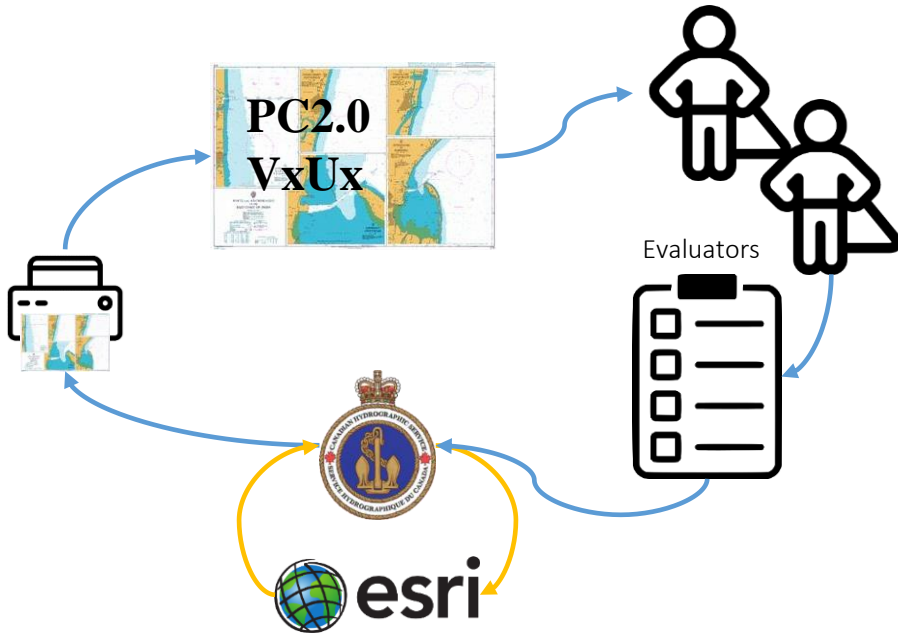 PC2.0
VxUx
Evaluators
CANADIAN HYDROGRAPHIC SERVICE
SERVICE HYDROGRAPHIQUE DU CANADA
esri